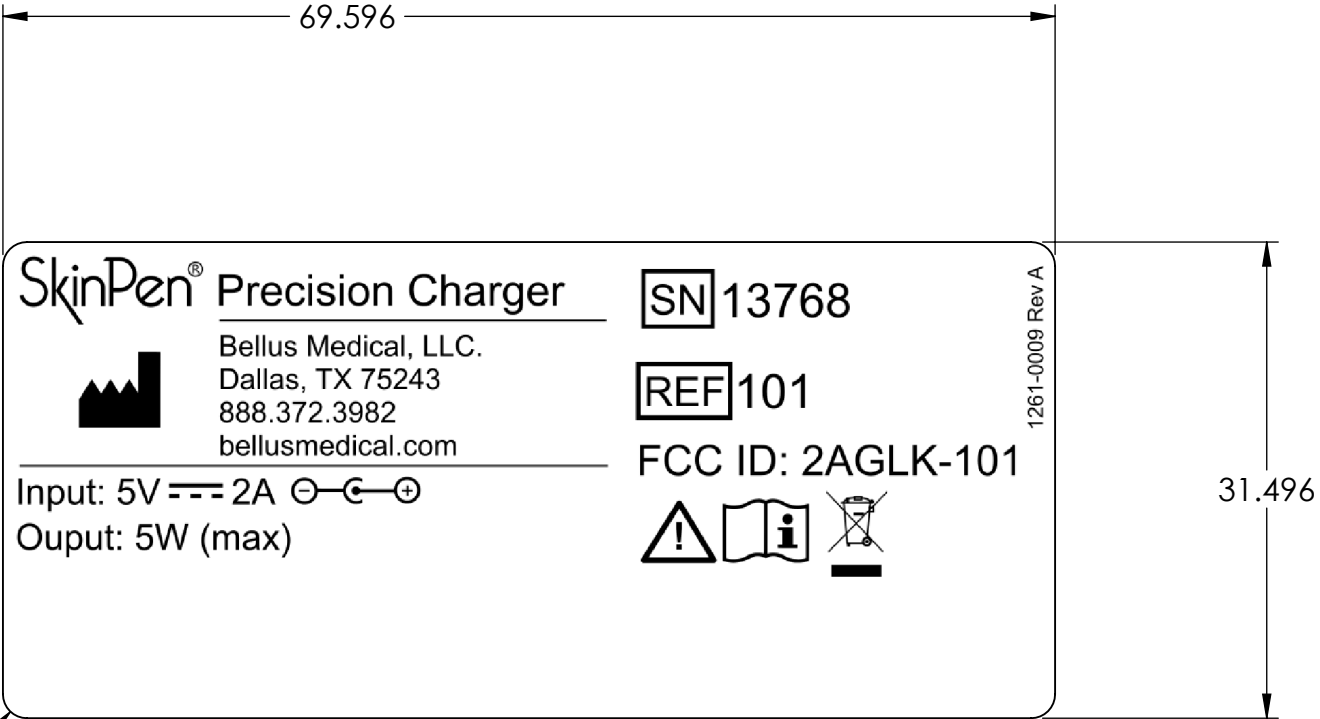 69.596
SkinPen® Precision Charger
Bellus Medical, LLC.
Dallas, TX 75243
888.372.3982
bellusmedical.com
Input: 5V 2A
Ouput: 5W (max)
SN 13768
REF 101
FCC ID: 2AGLK-101
1261-0009 Rev A
31.496